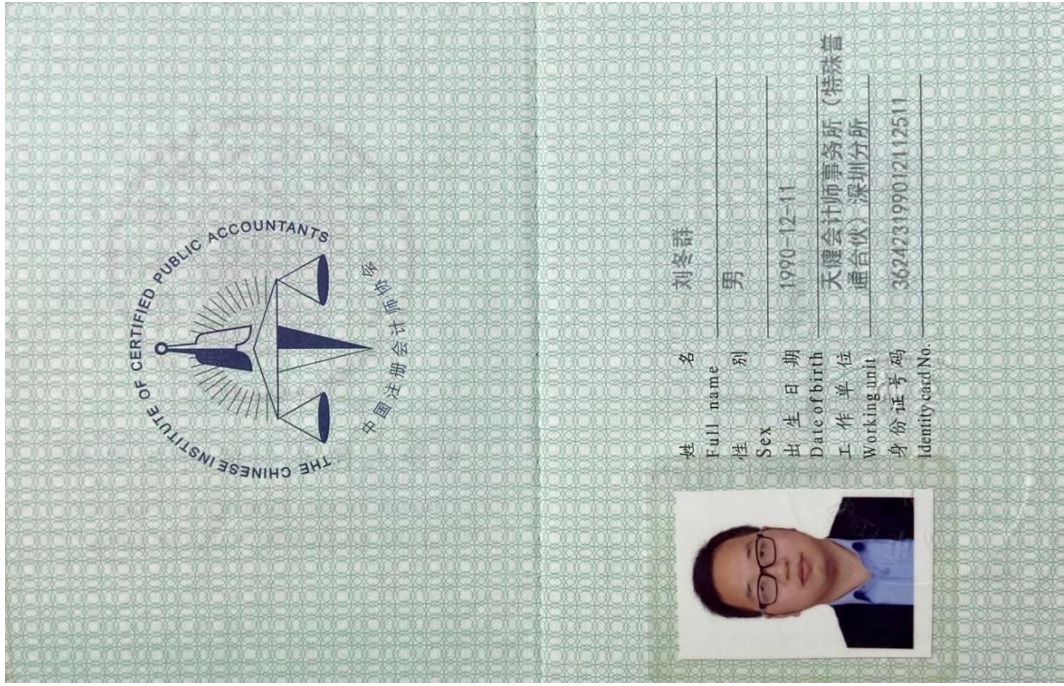 THE CHINESE INSTITUTE OF CERTIFIED PUBLIC ACCOUNTANTS
中国注册会计师协会
姓 名 刘冬群
Full name
性 别 男
Sex
出 生 日 期 1990-12-11
Date of birth
工 作 单 位 天健会计师事务所（特殊普
Working unit 通合伙）深圳分所
身份证号码 362423199012112511
Identity card No.